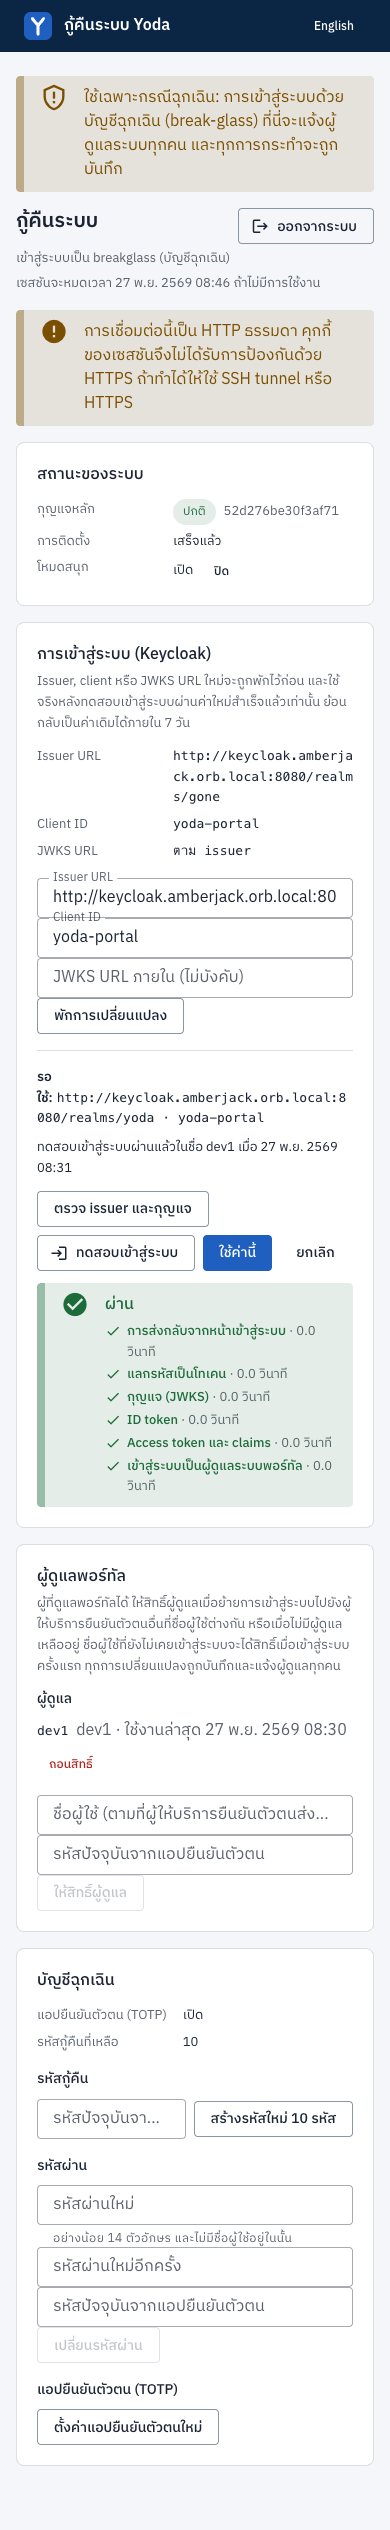 กู้คืนระบบ Yoda
English
ใช้เฉพาะกรณีฉุกเฉิน: การเข้าสู่ระบบด้วย
บัญชีฉุกเฉิน (break-glass) ที่นี่จะแจ้งผู้
ดูแลระบบทุกคน และทุกการกระทำจะถูก
บันทึก
กู้คืนระบบ
ออกจากระบบ
เข้าสู่ระบบเป็น breakglass (บัญชีฉุกเฉิน)
เซสชันจะหมดเวลา 27 พ.ย. 2569 08:46 ถ้าไม่มีการใช้งาน
การเชื่อมต่อนี้เป็น HTTP ธรรมดา คุกกี้
ของเซสชันจึงไม่ได้รับการป้องกันด้วย
HTTPS ถ้าทำได้ให้ใช้ SSH tunnel หรือ
HTTPS
สถานะของระบบ
กุญแจหลัก
ปกติ 52d276be30f3af71
การติดตั้ง
เสร็จแล้ว
โหมดสนุก
เปิด ปิด
การเข้าสู่ระบบ (Keycloak)
Issuer, client หรือ JWKS URL ใหม่จะถูกพักไว้ก่อน และใช้
จริงหลังทดสอบเข้าสู่ระบบผ่านค่าใหม่สำเร็จแล้วเท่านั้น ย้อน
กลับเป็นค่าเดิมได้ภายใน 7 วัน
Issuer URL
http://keycloak.amberja
ck.orb.local:8080/realm
s/gone
Client ID
yoda-portal
JWKS URL
ตาม issuer
Issuer URL
http://keycloak.amberjack.orb.local:80
Client ID
yoda-portal
JWKS URL ภายใน (ไม่บังคับ)
พักการเปลี่ยนแปลง
รอ
ใช้: http://keycloak.amberjack.orb.local:8
080/realms/yoda · yoda-portal
ทดสอบเข้าสู่ระบบผ่านแล้วในชื่อ dev1 เมื่อ 27 พ.ย. 2569
08:31
ตรวจ issuer และกุญแจ
ทดสอบเข้าสู่ระบบ
ใช้ค่านี้
ยกเลิก
ผ่าน
การส่งกลับจากหน้าเข้าสู่ระบบ · 0.0
วินาที
แลกรหัสเป็นโทเคน · 0.0 วินาที
กุญแจ (JWKS) · 0.0 วินาที
ID token · 0.0 วินาที
Access token และ claims · 0.0 วินาที
เข้าสู่ระบบเป็นผู้ดูแลระบบพอร์ทัล · 0.0
วินาที
ผู้ดูแลพอร์ทัล
ผู้ที่ดูแลพอร์ทัลได้ ให้สิทธิ์ผู้ดูแลเมื่อย้ายการเข้าสู่ระบบไปยังผู้
ให้บริการยืนยันตัวตนอื่นที่ชื่อผู้ใช้ต่างกัน หรือเมื่อไม่มีผู้ดูแล
เหลืออยู่ ชื่อผู้ใช้ที่ยังไม่เคยเข้าสู่ระบบจะได้สิทธิ์เมื่อเข้าสู่ระบบ
ครั้งแรก ทุกการเปลี่ยนแปลงถูกบันทึกและแจ้งผู้ดูแลทุกคน
ผู้ดูแล
dev1 dev1 · ใช้งานล่าสุด 27 พ.ย. 2569 08:30
ถอนสิทธิ์
ชื่อผู้ใช้ (ตามที่ผู้ให้บริการยืนยันตัวตนส่ง...
รหัสปัจจุบันจากแอปยืนยันตัวตน
ให้สิทธิ์ผู้ดูแล
บัญชีฉุกเฉิน
แอปยืนยันตัวตน (TOTP)
เปิด
รหัสกู้คืนที่เหลือ
10
รหัสกู้คืน
รหัสปัจจุบันจา...
สร้างรหัสใหม่ 10 รหัส
รหัสผ่าน
รหัสผ่านใหม่
อย่างน้อย 14 ตัวอักษร และไม่มีชื่อผู้ใช้อยู่ในนั้น
รหัสผ่านใหม่อีกครั้ง
รหัสปัจจุบันจากแอปยืนยันตัวตน
เปลี่ยนรหัสผ่าน
แอปยืนยันตัวตน (TOTP)
ตั้งค่าแอปยืนยันตัวตนใหม่